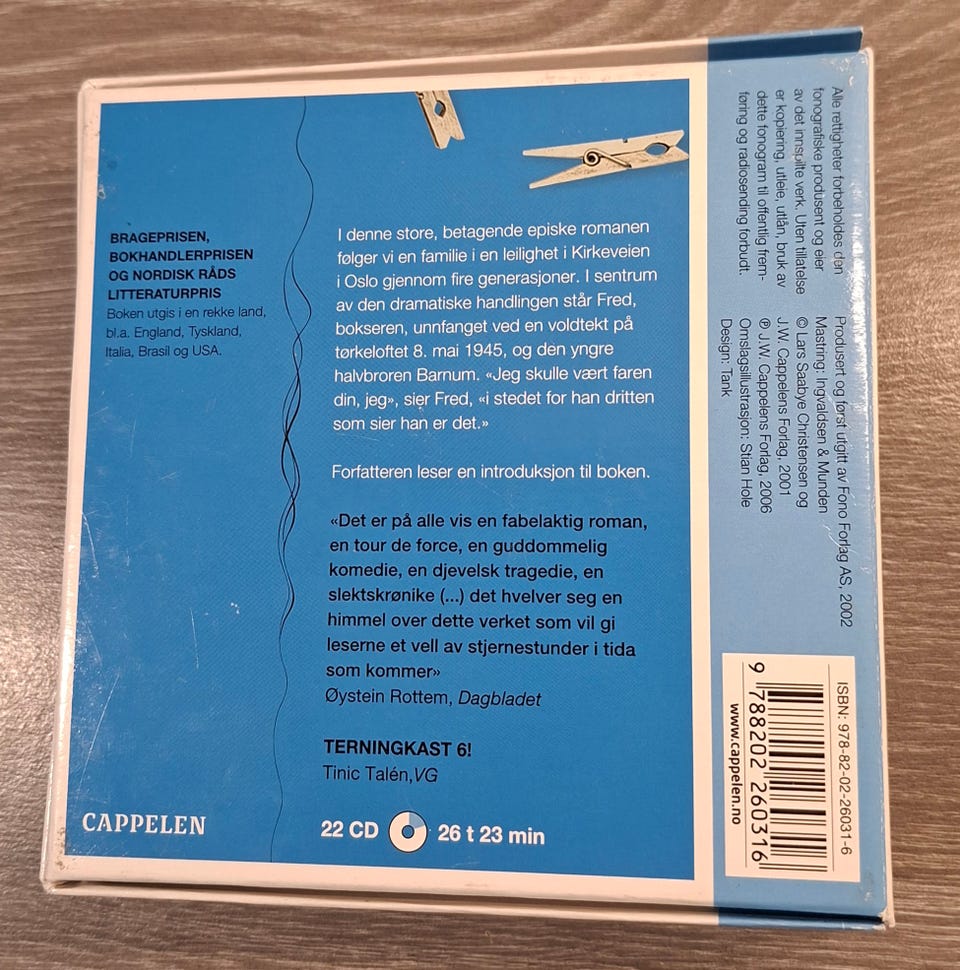 BRAGEPRISEN,
BOKHANDLERPRISEN
OG NORDISK RÅDS
LITTERATURPRIS
Boken utgis i en rekke land,
bl.a. England, Tyskland,
Italia, Brasil og USA.
I denne store, betagende episke romanen
følger vi en familie i en leilighet i Kirkeveien
i Oslo gjennom fire generasjoner. I sentrum
av den dramatiske handlingen står Fred,
bokseren, unnfanget ved en voldtekt på
tørkeloftet 8. mai 1945, og den yngre
halvbroren Barnum. «Jeg skulle vært faren
din, jeg», sier Fred, «i stedet for han dritten
som sier han er det.»
Forfatteren leser en introduksjon til boken.
«Det er på alle vis en fabelaktig roman,
en tour de force, en guddommelig
komedie, en djevelsk tragedie, en
slektskrønike (...) det hvelver seg en
himmel over dette verket som vil gi
leserne et vell av stjernestunder i tida
som kommer»
Øystein Rottem, Dagbladet
TERNINGKAST 6!
Tinic Talén,VG
CAPPELEN
22 CD 26 t 23 min
Alle rettigheter forbeholdes den
fonografiske produsent og eier
av det innspilte verk. Uten tillatelse
er kopiering, utleie, utlån, bruk av
dette fonogram til offentlig frem-
føring og radiosending forbudt.
Produsert og først utgitt av Fono Forlag AS, 2002
Mastring: Ingvaldsen & Munden
© Lars Saabye Christensen og
J.W. Cappelens Forlag, 2001
℗ J.W. Cappelens Forlag, 2006
Omslagsillustrasjon: Stian Hole
Design: Tank
ISBN: 978-82-02-26031-6
9 788202 260316
www.cappelen.no